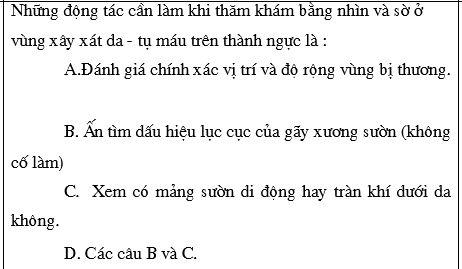 Những động tác cần làm khi thăm khám bằng nhìn và sờ ở
vùng xây xát da - tụ máu trên thành ngực là :
A.Đánh giá chính xác vị trí và độ rộng vùng bị thương.
B. Ấn tìm dấu hiệu lục cục của gãy xương sườn (không
cố làm)
C. Xem có mảng sườn di động hay tràn khí dưới da
không.
D. Các câu B và C.